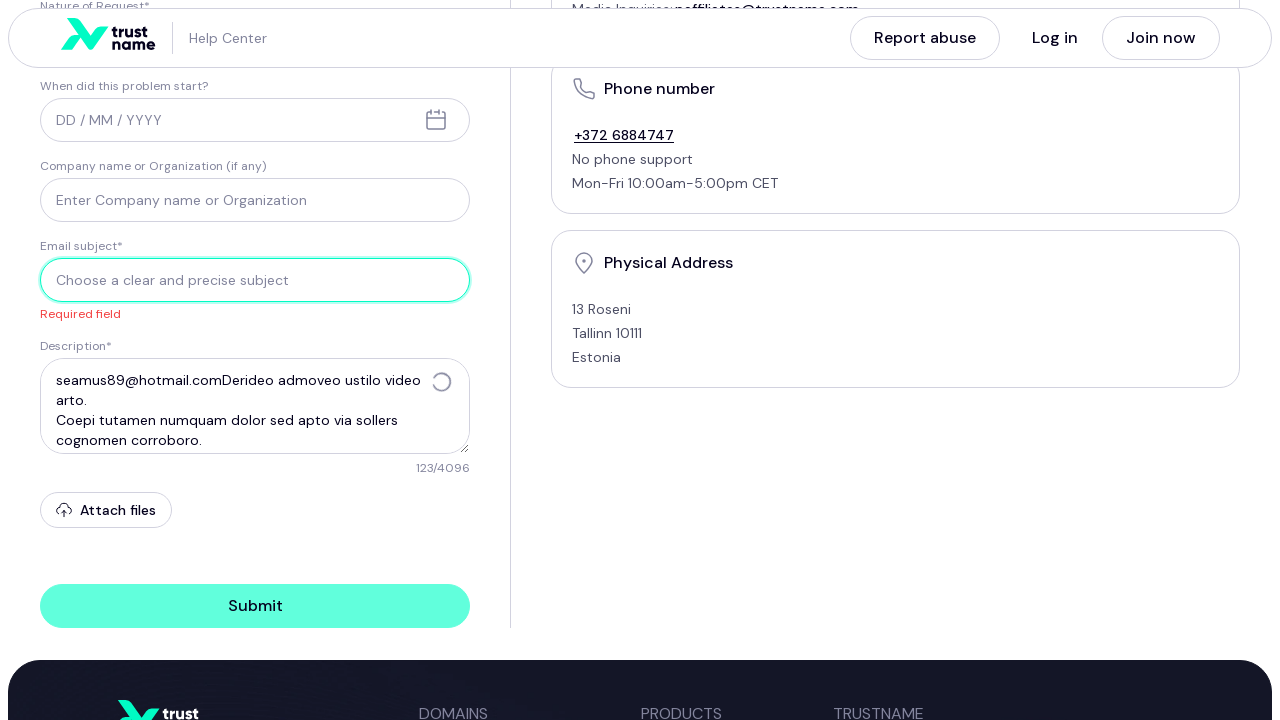 Nature of Request*
Media Inquiries: paffiliates@trustname.com
trust
name
Help Center
Report abuse
Log in
Join now
When did this problem start?
DD / MM / YYYY
Company name or Organization (if any)
Enter Company name or Organization
Email subject*
Choose a clear and precise subject
Required field
Description*
seamus89@hotmail.comDerideo admoveo ustilo video
arto.
Coepi tutamen numquam dolor sed apto via sollers
cognomen corroboro.
123/4096
Attach files
Submit
Phone number
+372 6884747
No phone support
Mon-Fri 10:00am-5:00pm CET
Physical Address
13 Roseni
Tallinn 10111
Estonia
trust
DOMAINS
PRODUCTS
TRUSTNAME